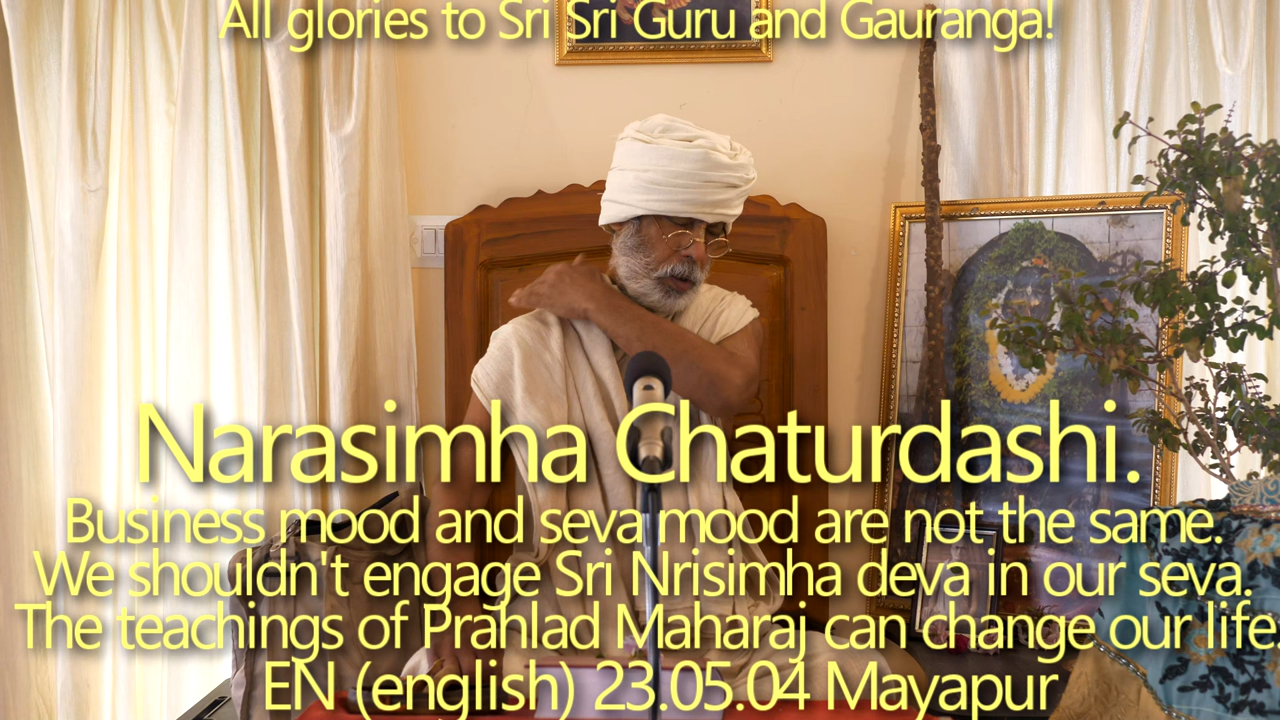 All glories to Sri Sri Guru and Gauranga!
Narasimha Chaturdashi.
Business mood and seva mood are not the same.
We shouldn't engage Sri Nrisimha deva in our seva.
The teachings of Prahlad Maharaj can change our life.
EN (english) 23.05.04 Mayapur